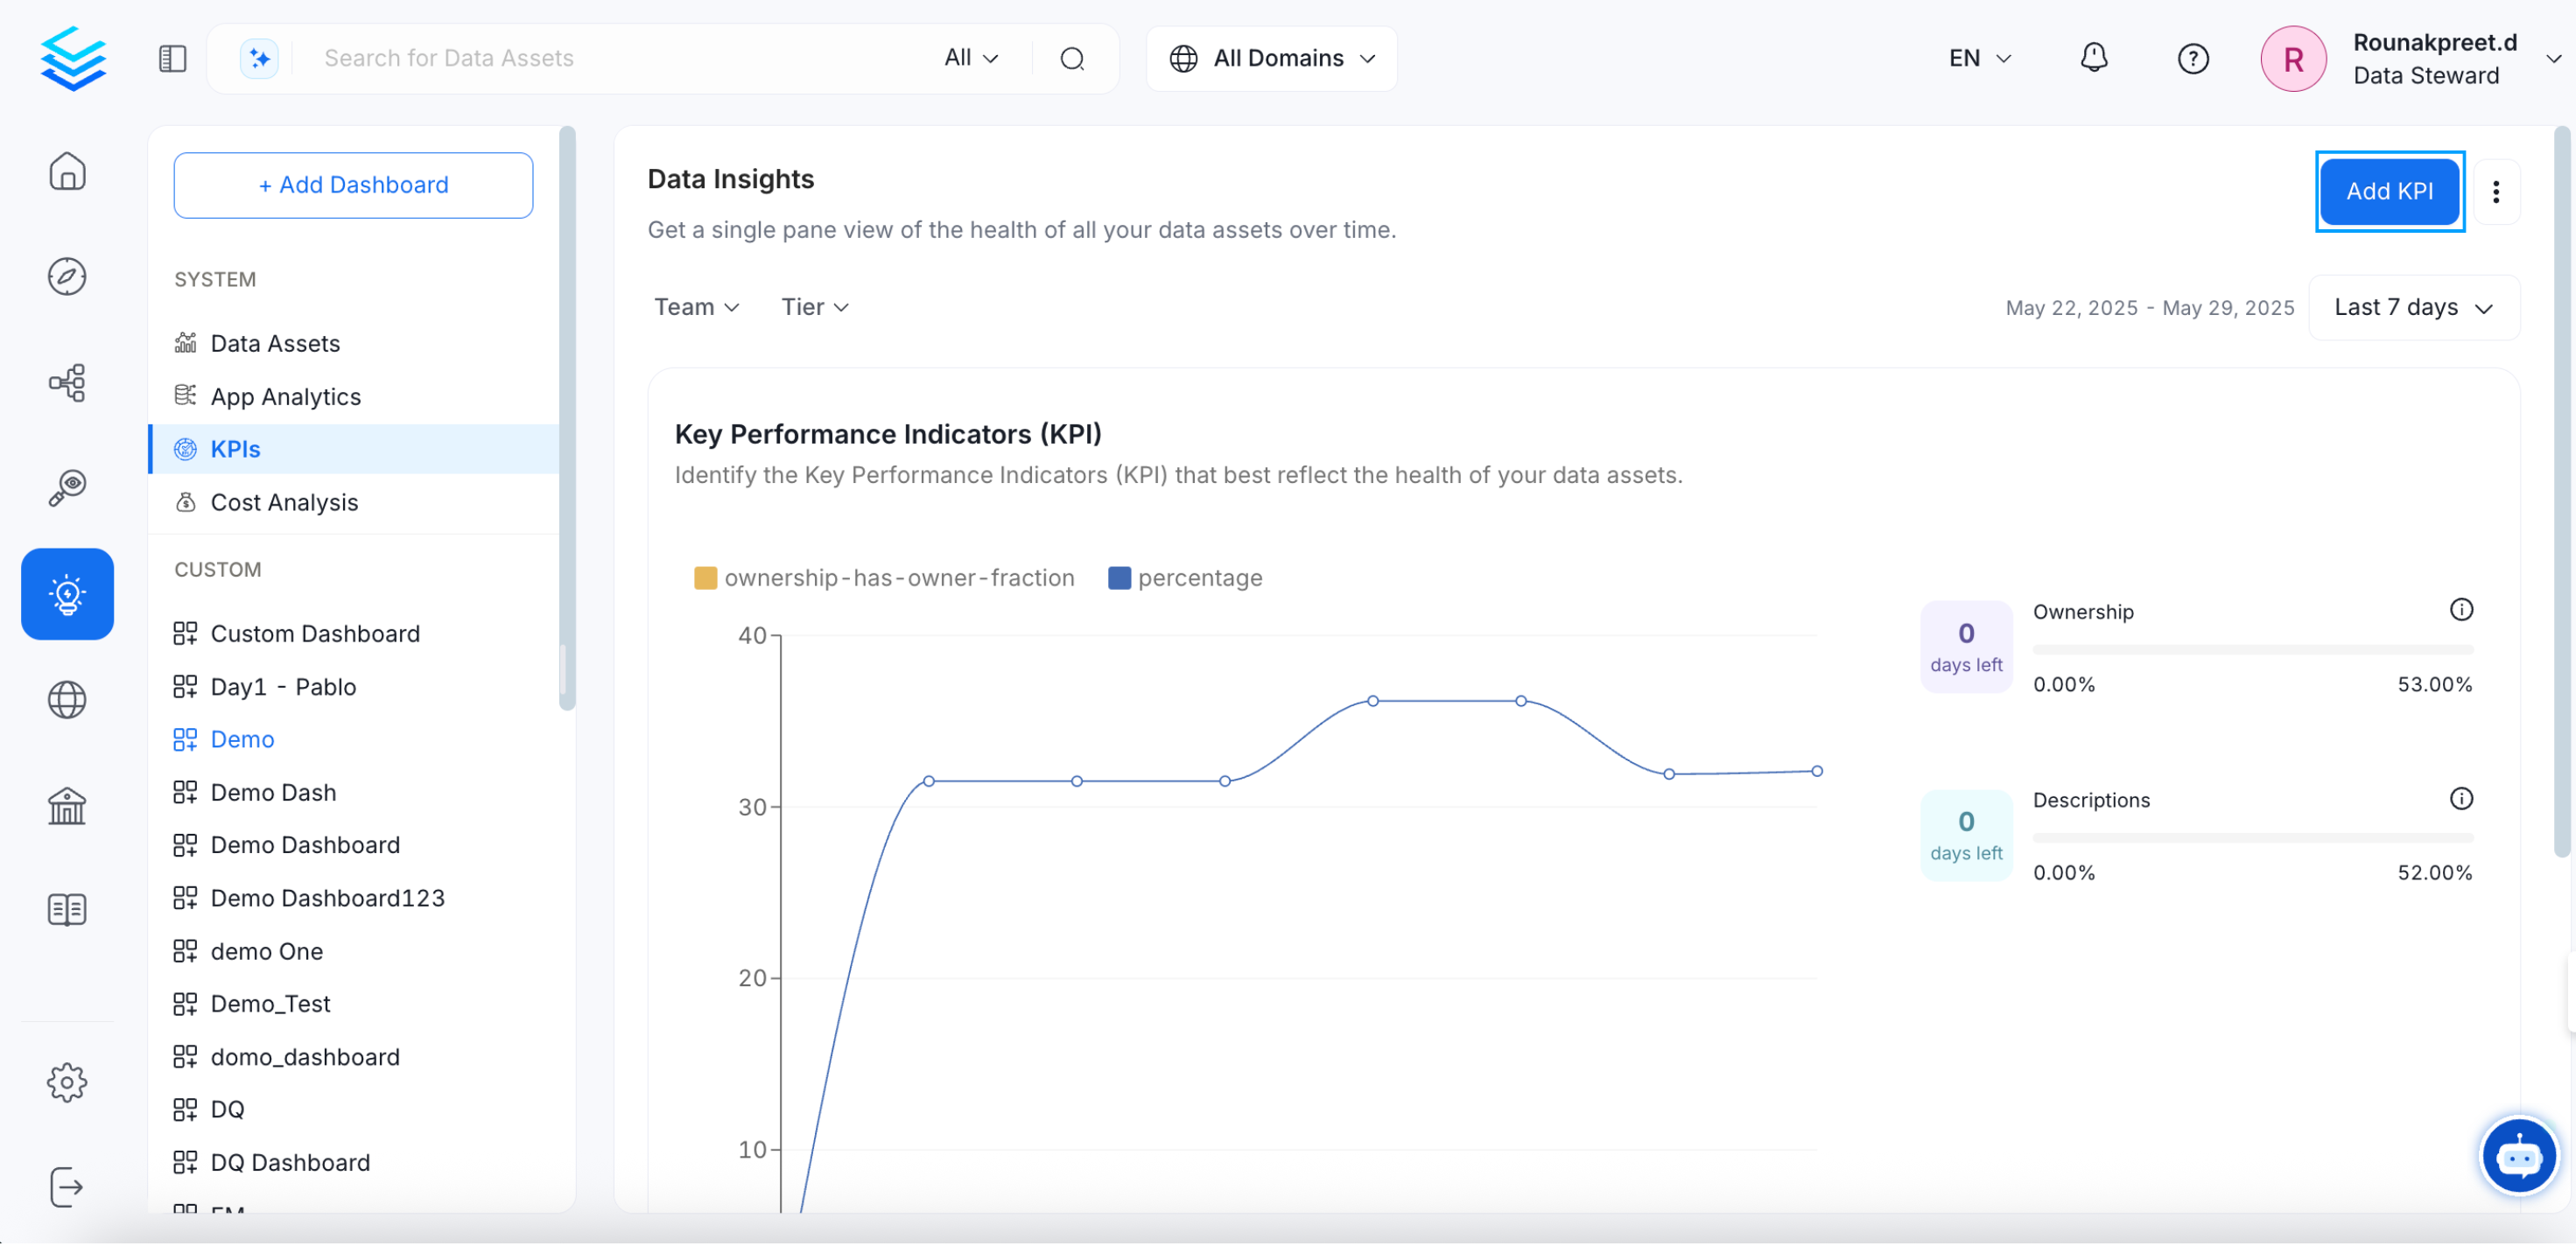 Search for Data Assets
All
All Domains
EN
R
Rounakpreet.d
Data Steward
+ Add Dashboard
SYSTEM
Data Assets
App Analytics
KPIs
Cost Analysis
CUSTOM
Custom Dashboard
Day1 - Pablo
Demo
Demo Dash
Demo Dashboard
Demo Dashboard123
demo One
Demo_Test
domo_dashboard
DQ
DQ Dashboard
Data Insights
Add KPI
Get a single pane view of the health of all your data assets over time.
Team
Tier
May 22, 2025 - May 29, 2025
Last 7 days
Key Performance Indicators (KPI)
Identify the Key Performance Indicators (KPI) that best reflect the health of your data assets.
ownership-has-owner-fraction
percentage
40
30
20
10
0
days left
Ownership
0.00%
53.00%
0
days left
Descriptions
0.00%
52.00%